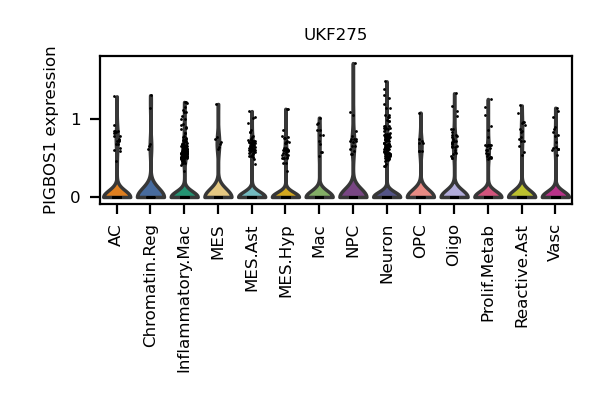 UKF275
PIGBOS1 expression
1
0
AC
Chromatin.Reg
Inflammatory.Mac
MES
MES.Ast
MES.Hyp
Mac
NPC
Neuron
OPC
Oligo
Prolif.Metab
Reactive.Ast
Vasc